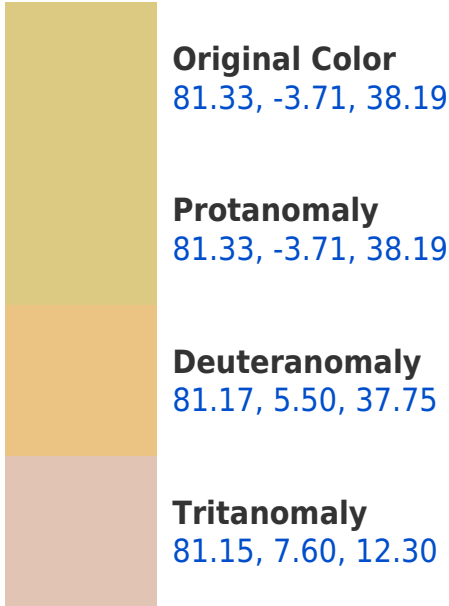 Original Color
81.33, -3.71, 38.19
Protanomaly
81.33, -3.71, 38.19
Deuteranomaly
81.17, 5.50, 37.75
Tritanomaly
81.15, 7.60, 12.30